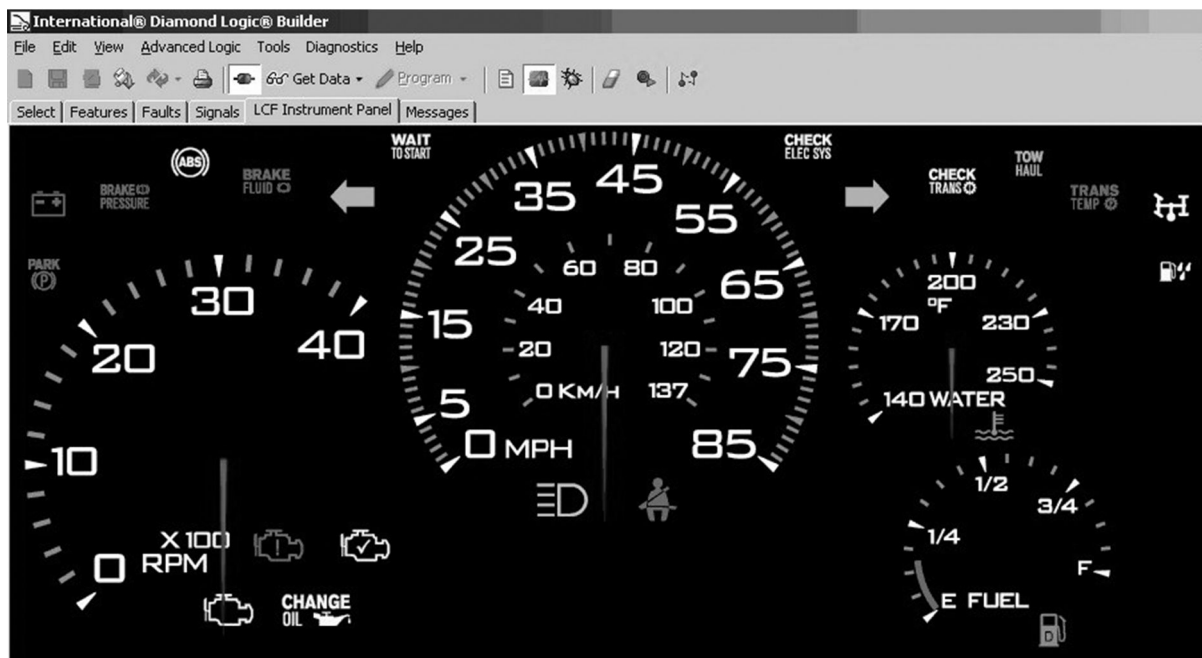 International® Diamond Logic® Builder
File Edit View Advanced Logic Tools Diagnostics Help
Get Data Program
Select Features Faults Signals LCF Instrument Panel Messages
WAIT
TO START
CHECK
ELEC SYS
ABS
BRAKE
PRESSURE
BRAKE
FLUID
CHECK
TRANS
TOW
HAUL
TRANS
TEMP
PARK
P
0 10 20 30 40
X 100
RPM
0 5 15 25 35 45 55 65 75 85
MPH
0 20 40 60 80 100 120 137
KM/H
140 170 200 230 250
°F
WATER
E 1/4 1/2 3/4 F
FUEL
D
CHANGE
OIL